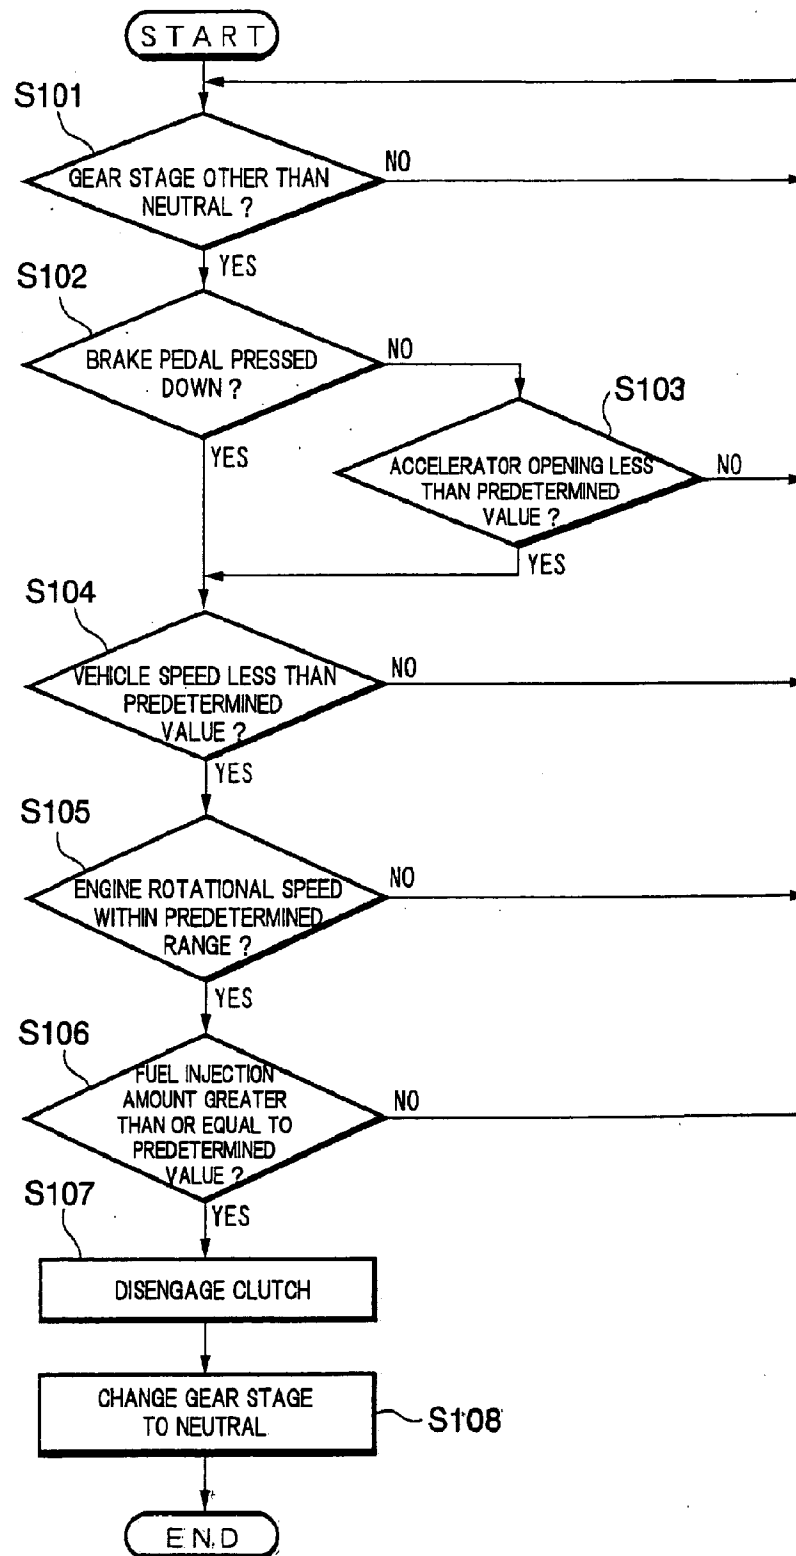 START
S101
GEAR STAGE OTHER THAN
NEUTRAL ?
NO
YES
S102
BRAKE PEDAL PRESSED
DOWN ?
NO
YES
S103
ACCELERATOR OPENING LESS
THAN PREDETERMINED
VALUE ?
NO
YES
S104
VEHICLE SPEED LESS THAN
PREDETERMINED
VALUE ?
NO
YES
S105
ENGINE ROTATIONAL SPEED
WITHIN PREDETERMINED
RANGE ?
NO
YES
S106
FUEL INJECTION
AMOUNT GREATER
THAN OR EQUAL TO
PREDETERMINED
VALUE ?
NO
YES
S107
DISENGAGE CLUTCH
CHANGE GEAR STAGE
TO NEUTRAL
S108
END